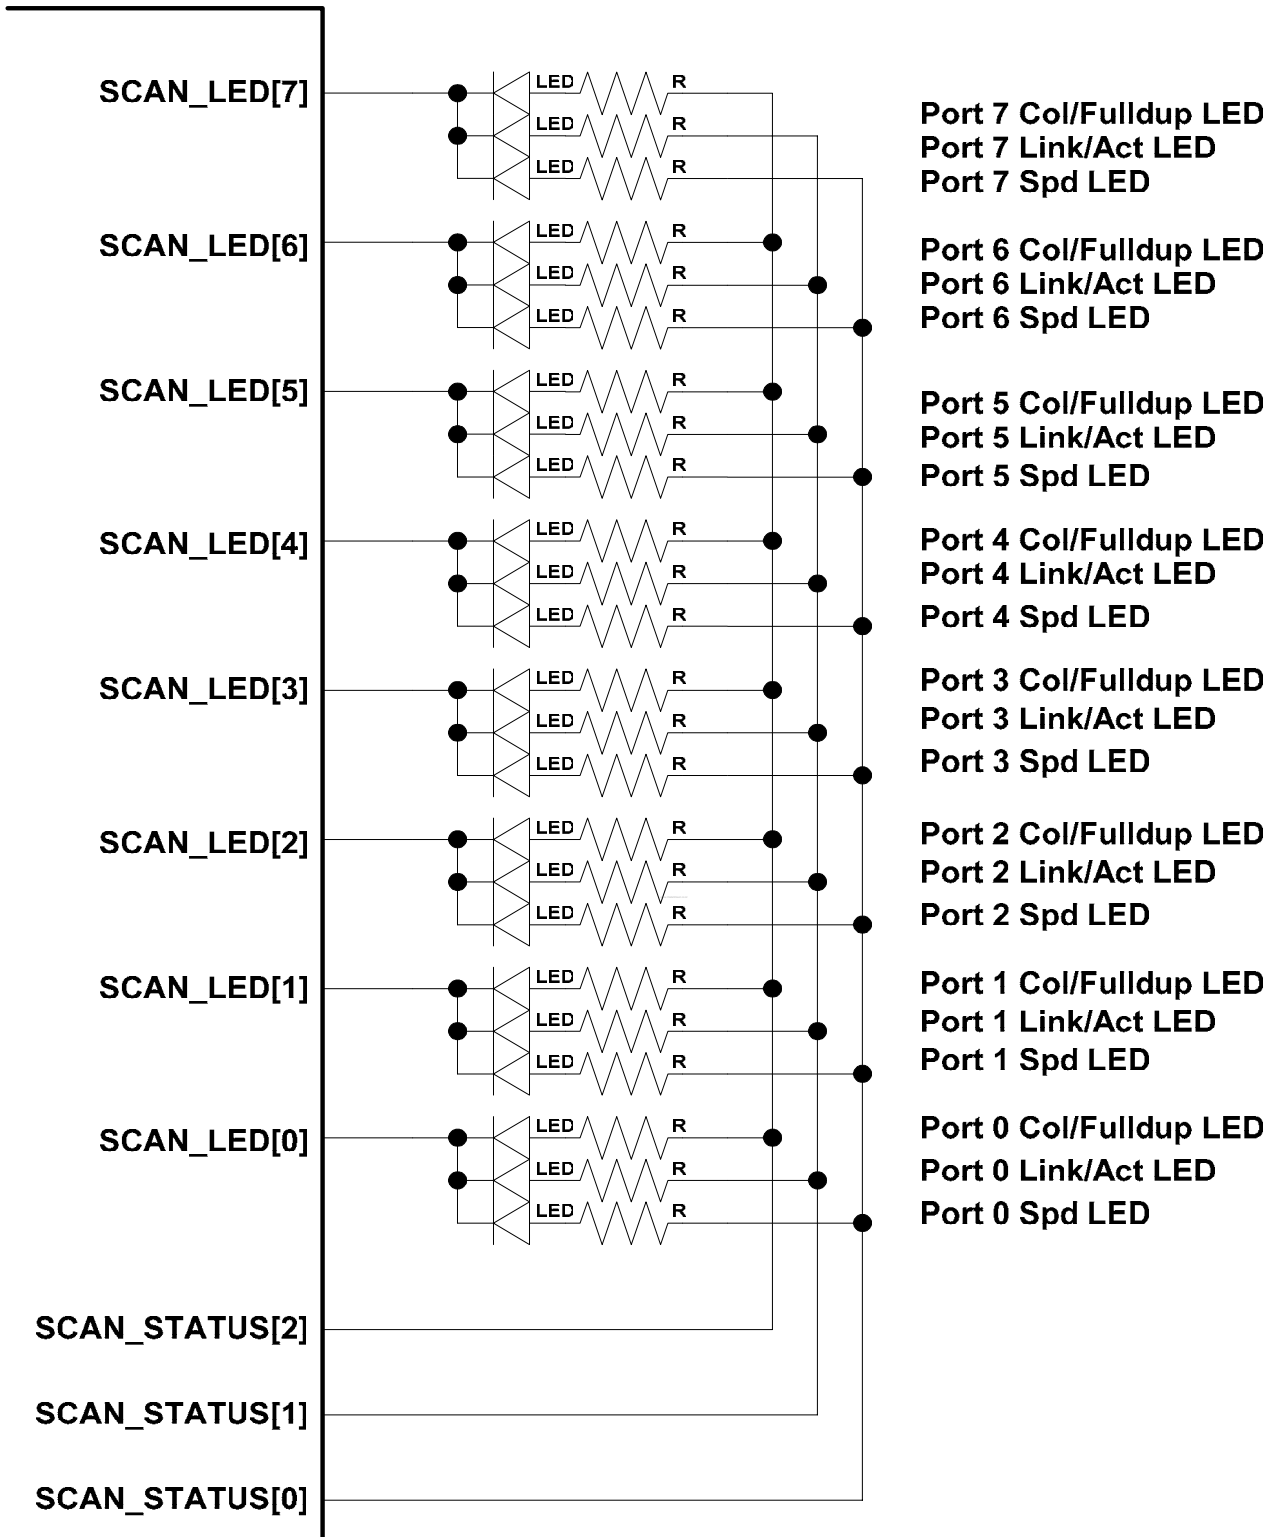 SCAN_LED[7]
LED R
LED R
LED R
Port 7 Col/Fulldup LED
Port 7 Link/Act LED
Port 7 Spd LED
SCAN_LED[6]
LED R
LED R
LED R
Port 6 Col/Fulldup LED
Port 6 Link/Act LED
Port 6 Spd LED
SCAN_LED[5]
LED R
LED R
LED R
Port 5 Col/Fulldup LED
Port 5 Link/Act LED
Port 5 Spd LED
SCAN_LED[4]
LED R
LED R
LED R
Port 4 Col/Fulldup LED
Port 4 Link/Act LED
Port 4 Spd LED
SCAN_LED[3]
LED R
LED R
LED R
Port 3 Col/Fulldup LED
Port 3 Link/Act LED
Port 3 Spd LED
SCAN_LED[2]
LED R
LED R
LED R
Port 2 Col/Fulldup LED
Port 2 Link/Act LED
Port 2 Spd LED
SCAN_LED[1]
LED R
LED R
LED R
Port 1 Col/Fulldup LED
Port 1 Link/Act LED
Port 1 Spd LED
SCAN_LED[0]
LED R
LED R
LED R
Port 0 Col/Fulldup LED
Port 0 Link/Act LED
Port 0 Spd LED
SCAN_STATUS[2]
SCAN_STATUS[1]
SCAN_STATUS[0]